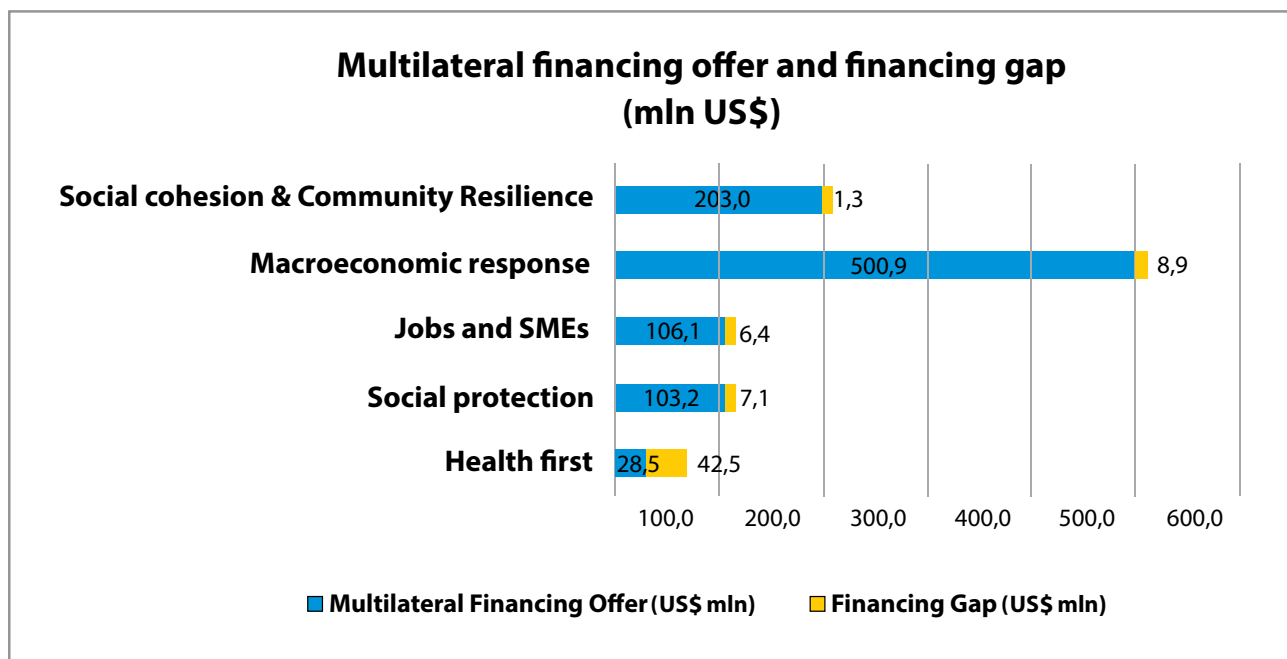 Multilateral financing offer and financing gap
(mln US$)
Social cohesion & Community Resilience
203,0
1,3
Macroeconomic response
500,9
8,9
Jobs and SMEs
106,1
6,4
Social protection
103,2
7,1
Health first
28,5
42,5
100,0 200,0 300,0 400,0 500,0 600,0
Multilateral Financing Offer (US$ mln) Financing Gap (US$ mln)